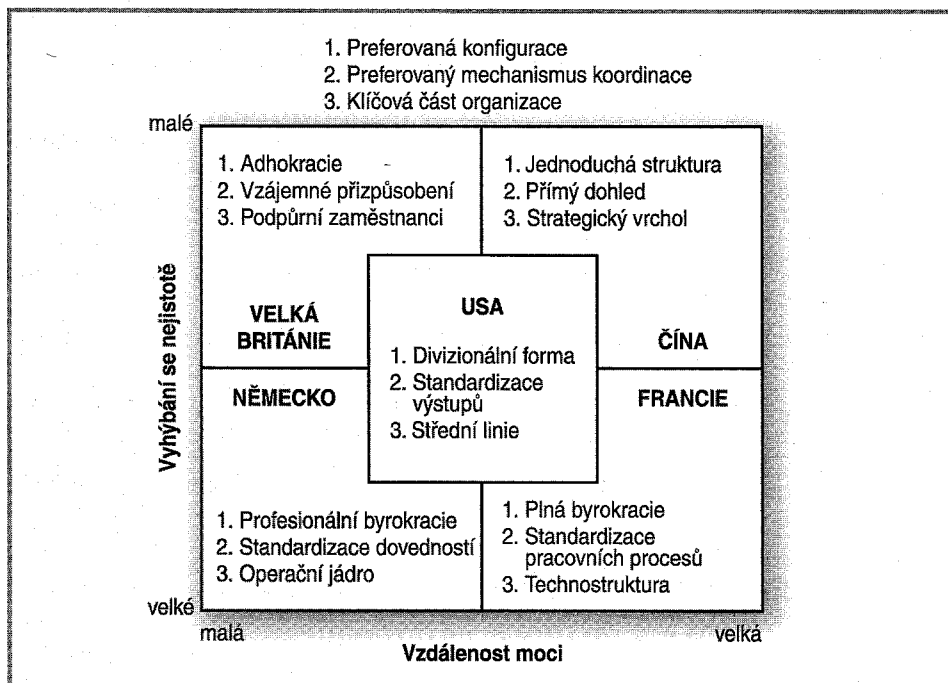 1. Preferovaná konfigurace
2. Preferovaný mechanismus koordinace
3. Klíčová část organizace
malé
1. Adhokracie
2. Vzájemné přizpůsobení
3. Podpůrní zaměstnanci
1. Jednoduchá struktura
2. Přímý dohled
3. Strategický vrchol
VELKÁ
BRITÁNIE
USA
1. Divizionální forma
2. Standardizace
výstupů
3. Střední linie
ČÍNA
Vyhýbání se nejistotě
NĚMECKO
FRANCIE
1. Profesionální byrokracie
2. Standardizace dovedností
3. Operační jádro
1. Plná byrokracie
2. Standardizace
pracovních procesů
3. Technostruktura
velké
malá
velká
Vzdálenost moci